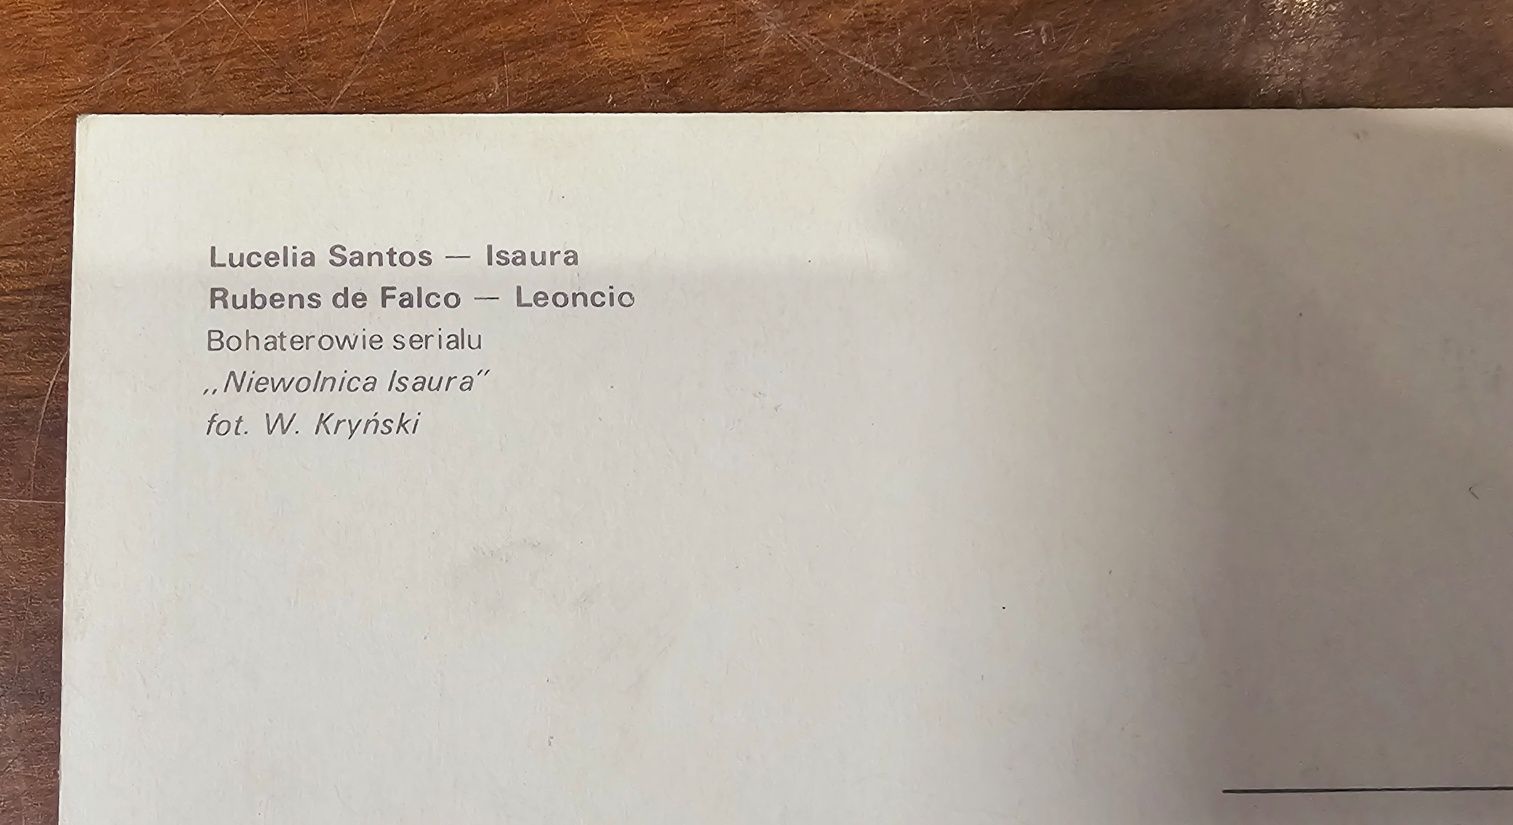 Lucelia Santos — Isaura
Rubens de Falco — Leoncio
Bohaterowie serialu
„Niewolnica Isaura”
fot. W. Kryński